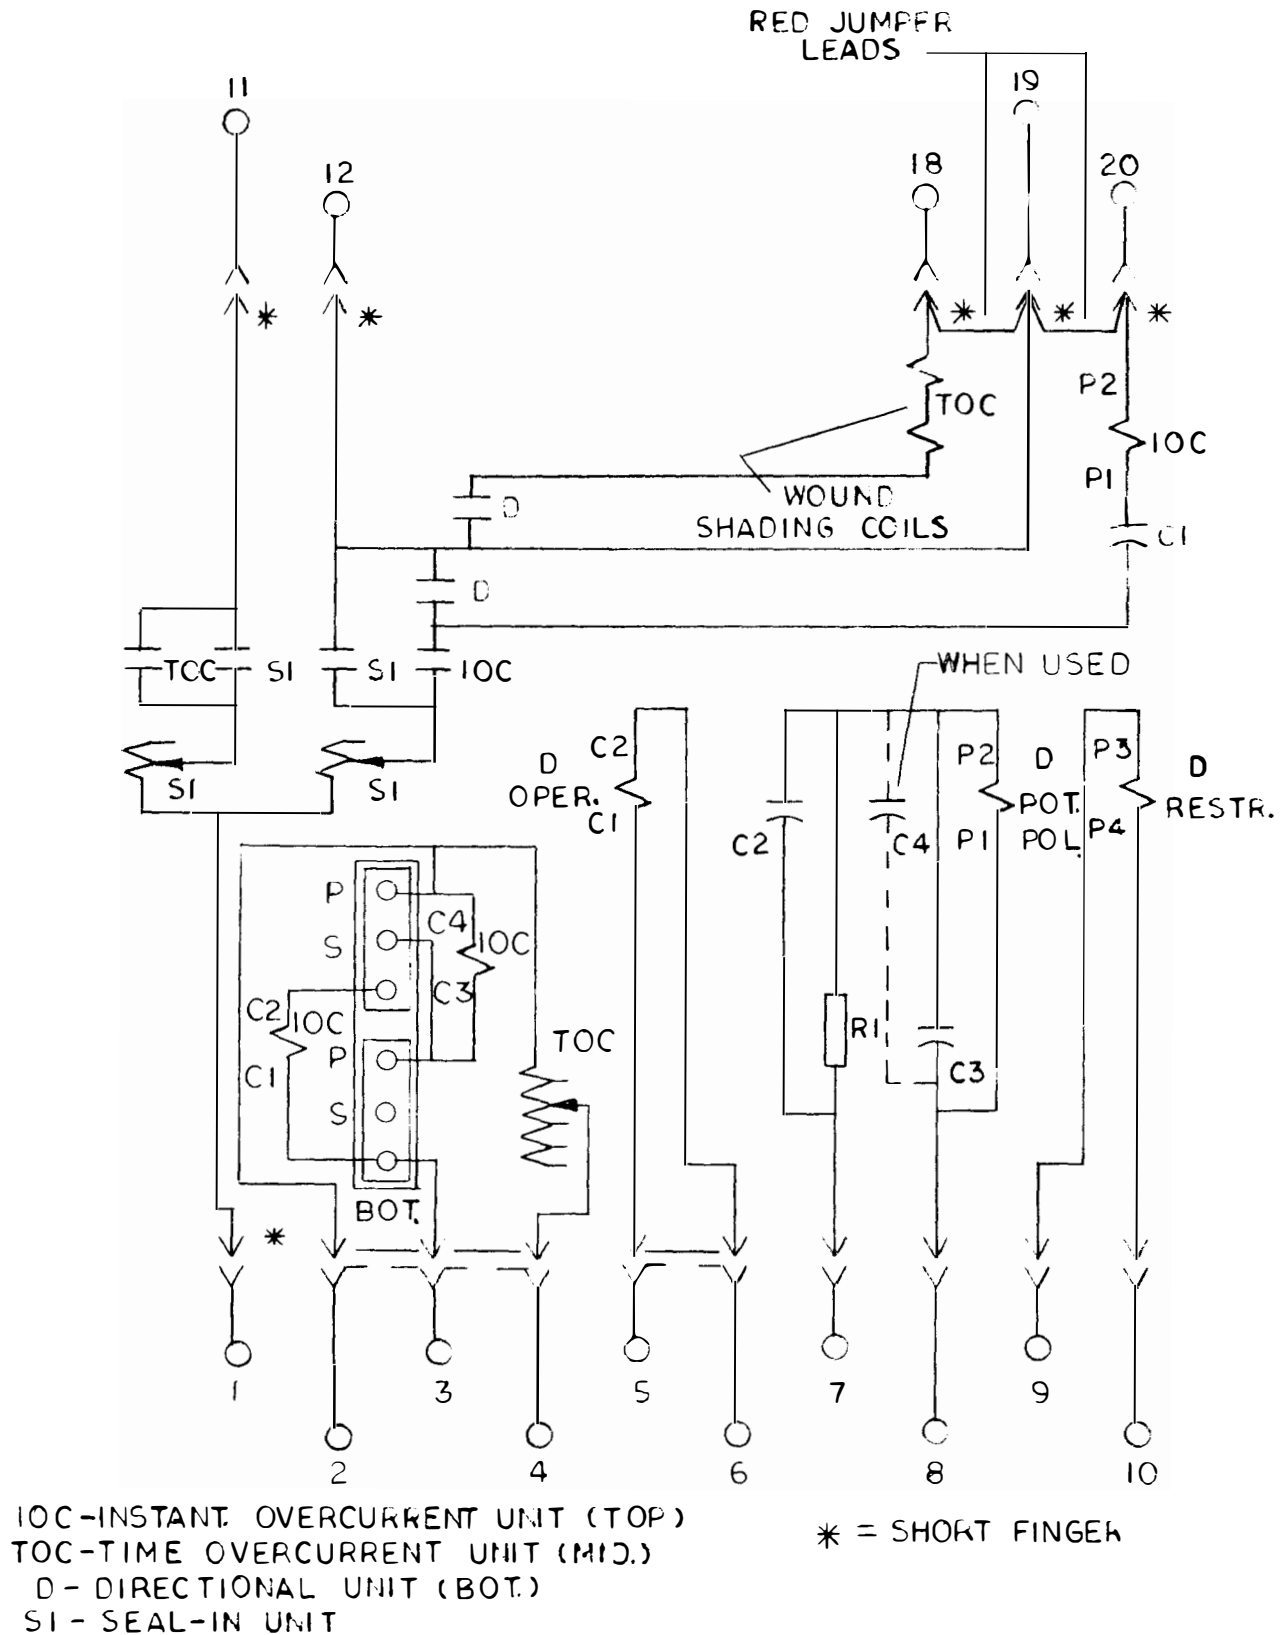 RED JUMPER
LEADS
11
19
12
18
20
*
*
*
*
*
P2
TOC
IOC
P1
WOUND
SHADING COILS
D
C1
D
TOC
SI
SI
IOC
WHEN USED
C2
D
OPER.
C1
P2
D
P3
D
SI
SI
POT.
POL.
RESTR.
C2
C4
P1
P4
P
C4
S
IOC
C3
C2
IOC
R1
TOC
P
C1
C3
S
BOT.
*
1
3
5
7
9
2
4
6
8
10
IOC-INSTANT. OVERCURRENT UNIT (TOP)
* = SHORT FINGER
TOC-TIME OVERCURRENT UNIT (MID.)
D - DIRECTIONAL UNIT (BOT.)
SI - SEAL-IN UNIT